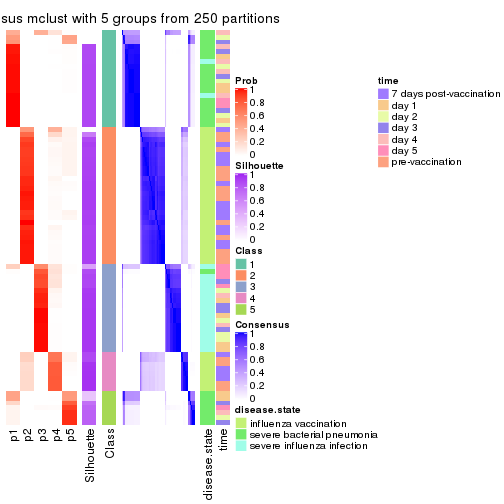 sus mclust with 5 groups from 250 partitions
Prob
1
0.8
0.6
0.4
0.2
0
Silhouette
1
0.8
0.6
0.4
0.2
0
Class
1
2
3
4
5
Consensus
1
0.8
0.6
0.4
0.2
0
disease.state
influenza vaccination
severe bacterial pneumonia
severe influenza infection
time
7 days post-vaccination
day 1
day 2
day 3
day 4
day 5
pre-vaccination
p1
p2
p3
p4
p5
Silhouette
Class
disease.state
time